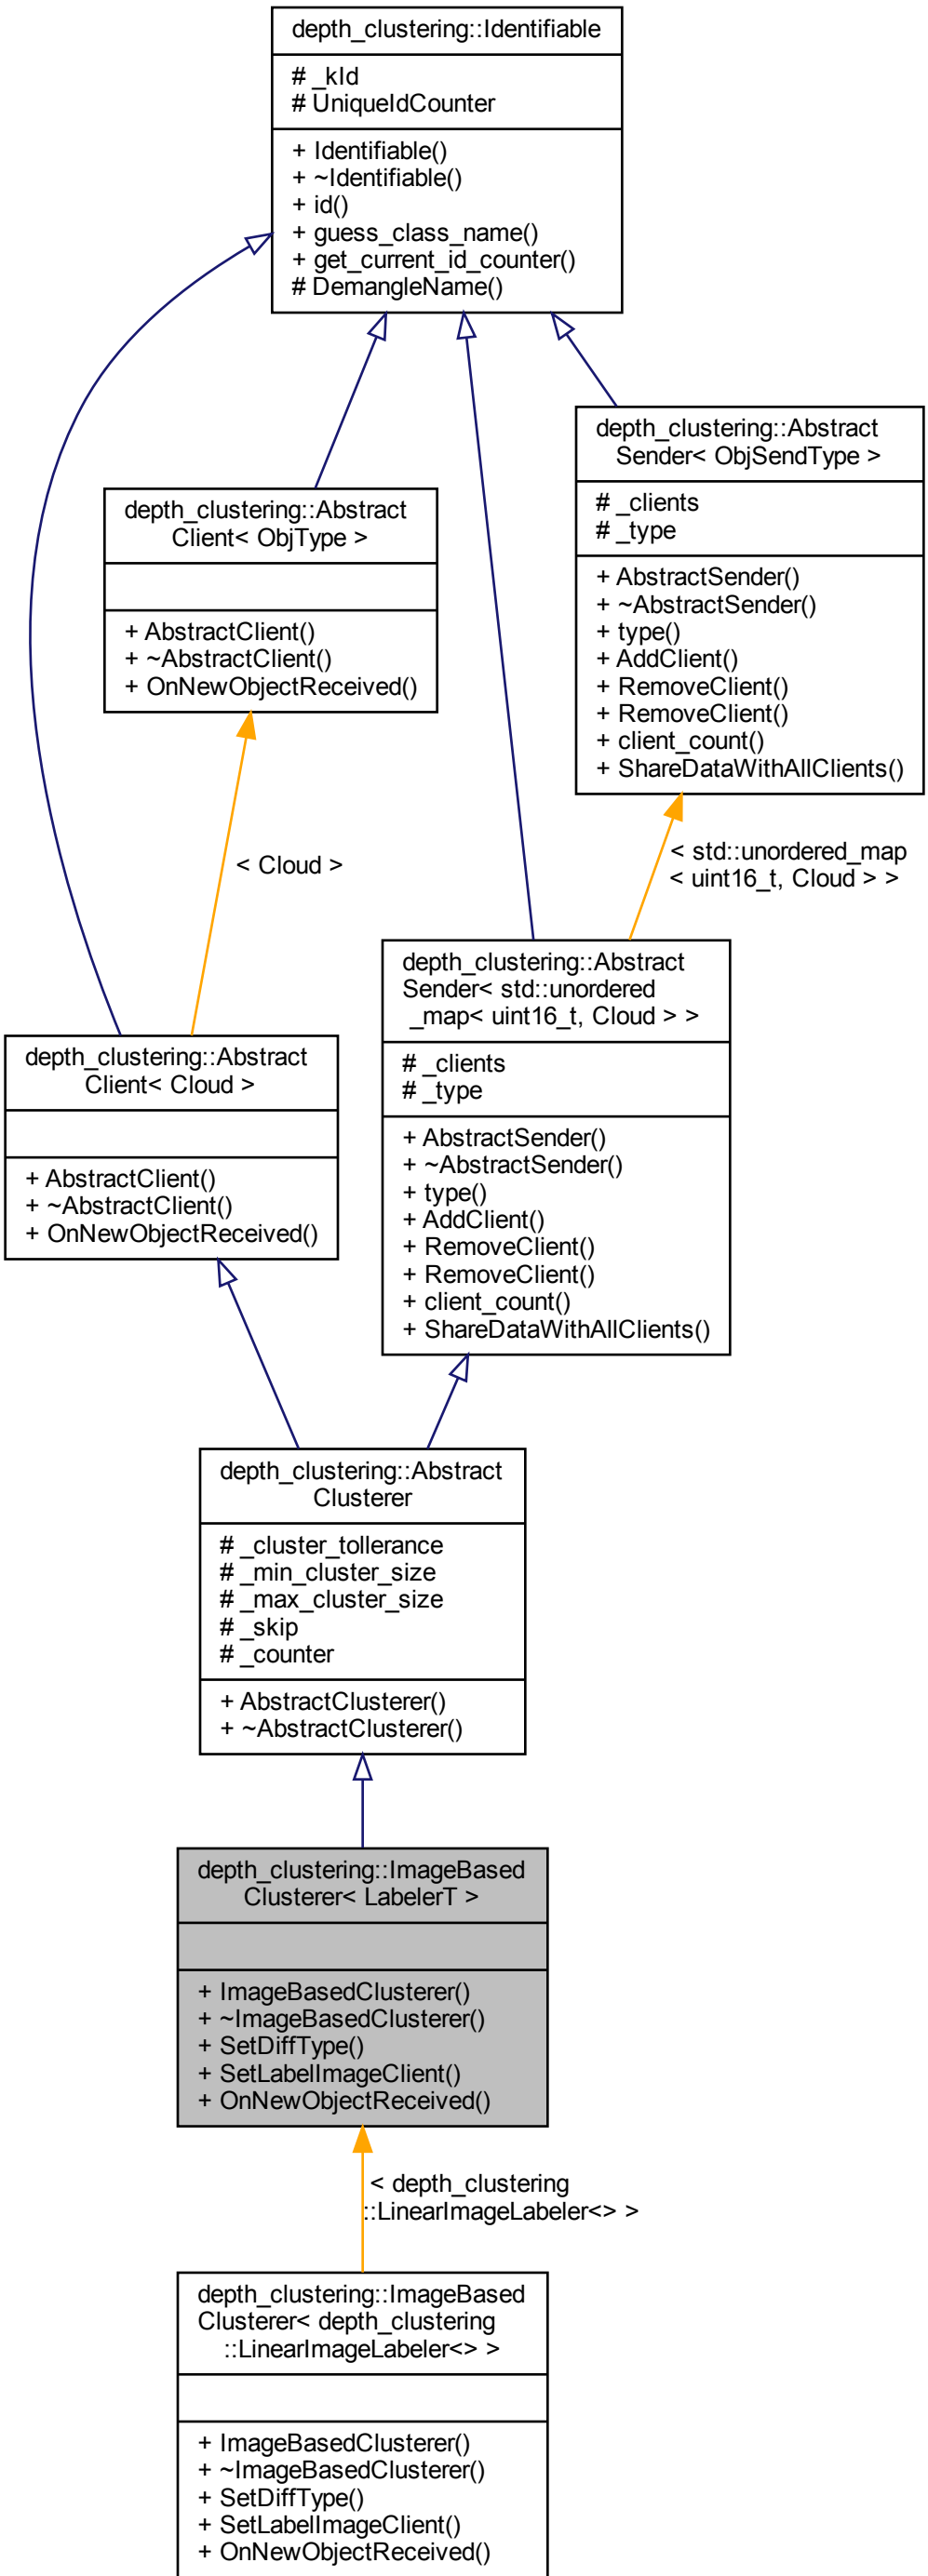 depth_clustering::Identifiable
# _kId
# UniqueIdCounter
+ Identifiable()
+ ~Identifiable()
+ id()
+ guess_class_name()
+ get_current_id_counter()
# DemangleName()
depth_clustering::Abstract
Sender< ObjSendType >
# _clients
# _type
+ AbstractSender()
+ ~AbstractSender()
+ type()
+ AddClient()
+ RemoveClient()
+ RemoveClient()
+ client_count()
+ ShareDataWithAllClients()
depth_clustering::Abstract
Client< ObjType >
+ AbstractClient()
+ ~AbstractClient()
+ OnNewObjectReceived()
< Cloud >
< std::unordered_map
< uint16_t, Cloud > >
depth_clustering::Abstract
Sender< std::unordered
_map< uint16_t, Cloud > >
# _clients
# _type
+ AbstractSender()
+ ~AbstractSender()
+ type()
+ AddClient()
+ RemoveClient()
+ RemoveClient()
+ client_count()
+ ShareDataWithAllClients()
depth_clustering::Abstract
Client< Cloud >
+ AbstractClient()
+ ~AbstractClient()
+ OnNewObjectReceived()
depth_clustering::Abstract
Clusterer
# _cluster_tollerance
# _min_cluster_size
# _max_cluster_size
# _skip
# _counter
+ AbstractClusterer()
+ ~AbstractClusterer()
depth_clustering::ImageBased
Clusterer< LabelerT >
+ ImageBasedClusterer()
+ ~ImageBasedClusterer()
+ SetDiffType()
+ SetLabelImageClient()
+ OnNewObjectReceived()
< depth_clustering
::LinearImageLabeler<> >
depth_clustering::ImageBased
Clusterer< depth_clustering
::LinearImageLabeler<> >
+ ImageBasedClusterer()
+ ~ImageBasedClusterer()
+ SetDiffType()
+ SetLabelImageClient()
+ OnNewObjectReceived()